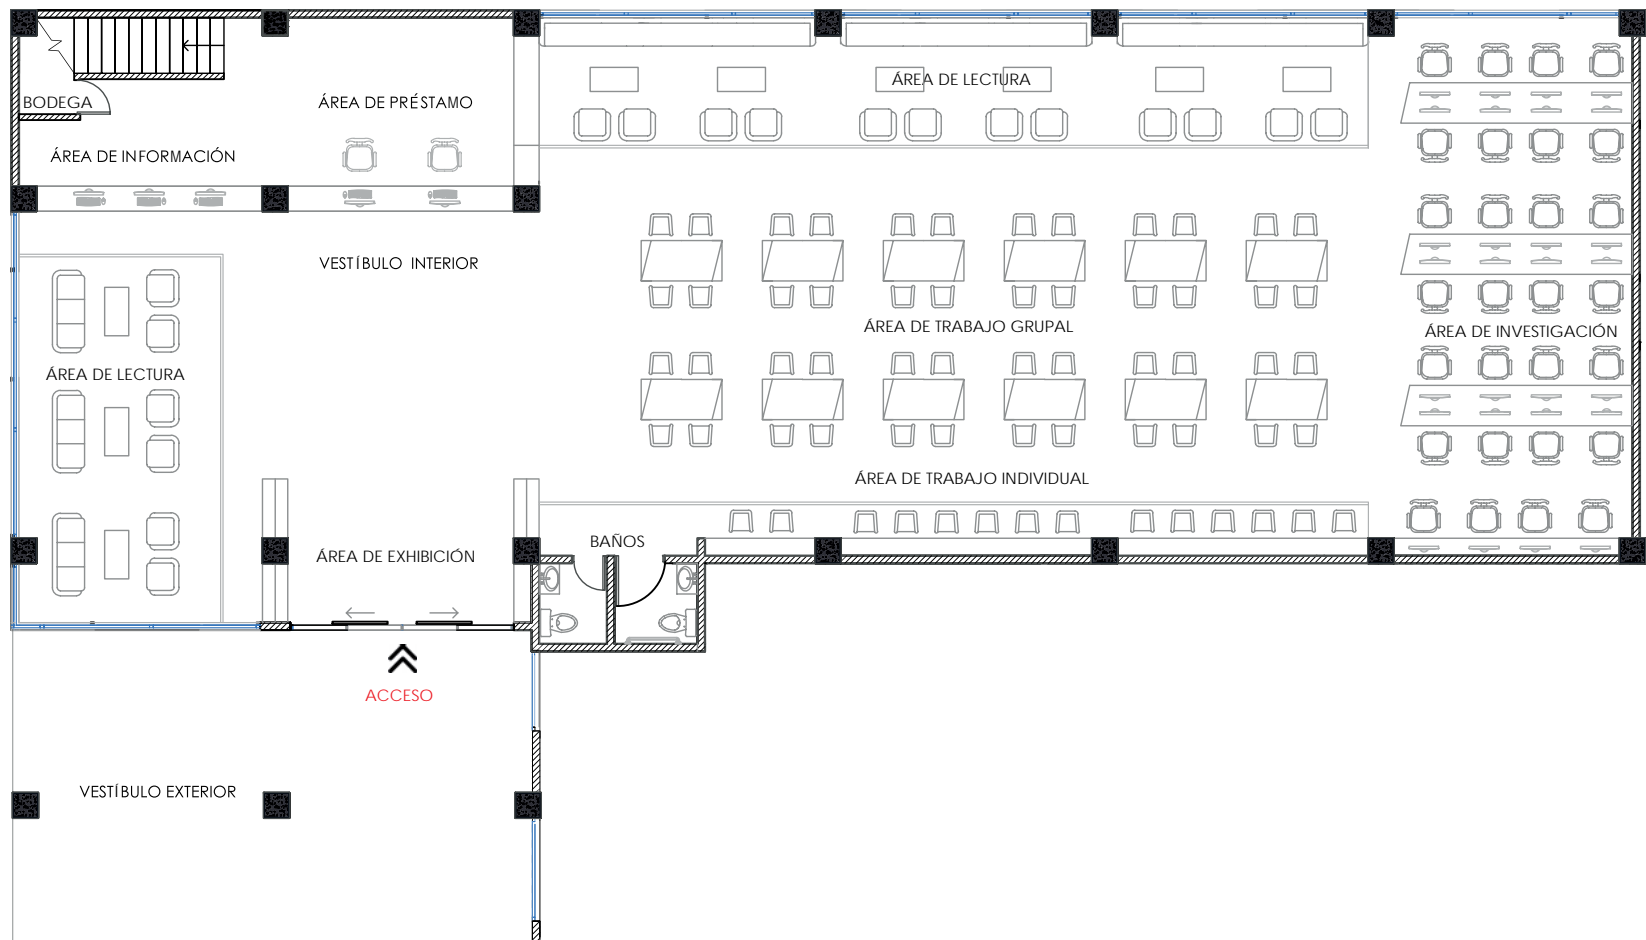 ÁREA DE LECTURA
BODEGA
ÁREA DE PRÉSTAMO
ÁREA DE INFORMACIÓN
VESTÍBULO INTERIOR
ÁREA DE TRABAJO GRUPAL
ÁREA DE INVESTIGACIÓN
ÁREA DE LECTURA
ÁREA DE TRABAJO INDIVIDUAL
BAÑOS
ÁREA DE EXHIBICIÓN
ACCESO
VESTÍBULO EXTERIOR